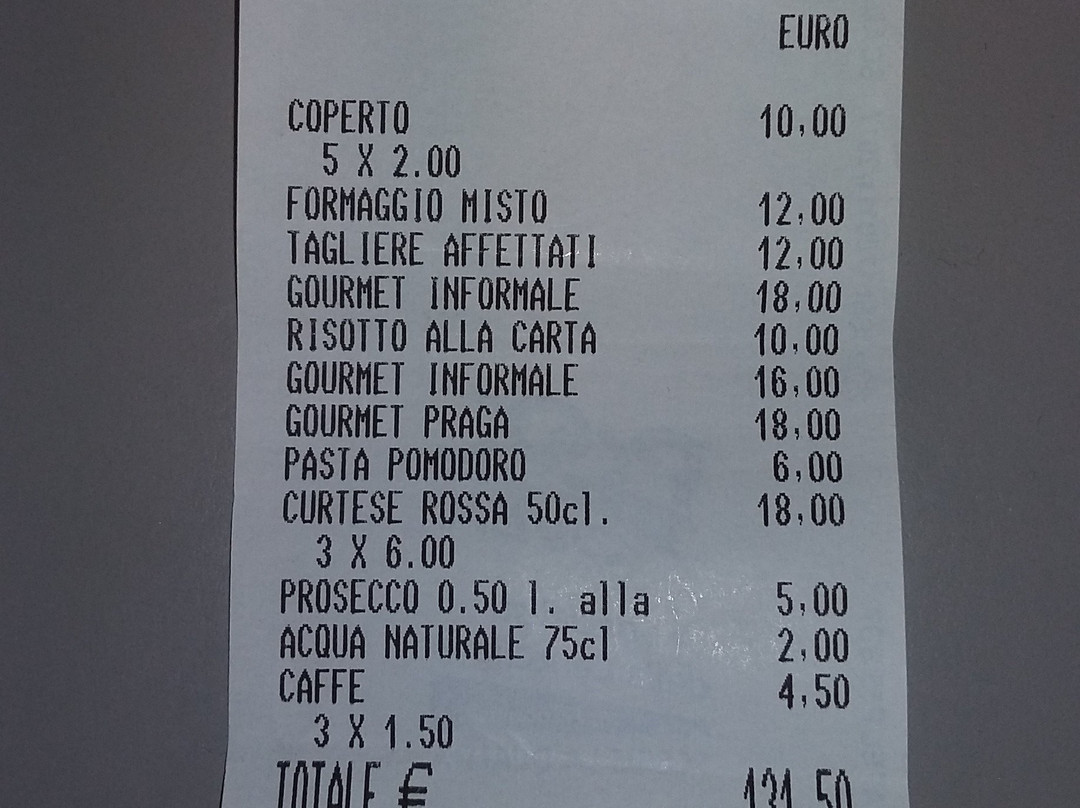 EURO
COPERTO 10,00
5 X 2.00
FORMAGGIO MISTO 12,00
TAGLIERE AFFETTATI 12,00
GOURMET INFORMALE 18,00
RISOTTO ALLA CARTA 10,00
GOURMET INFORMALE 16,00
GOURMET PRAGA 18,00
PASTA POMODORO 6,00
CURTESE ROSSA 50cl. 18,00
3 X 6.00
PROSECCO 0.50 l. alla 5,00
ACQUA NATURALE 75cl 2,00
CAFFE 4,50
3 X 1.50
TOTALE € 131,50